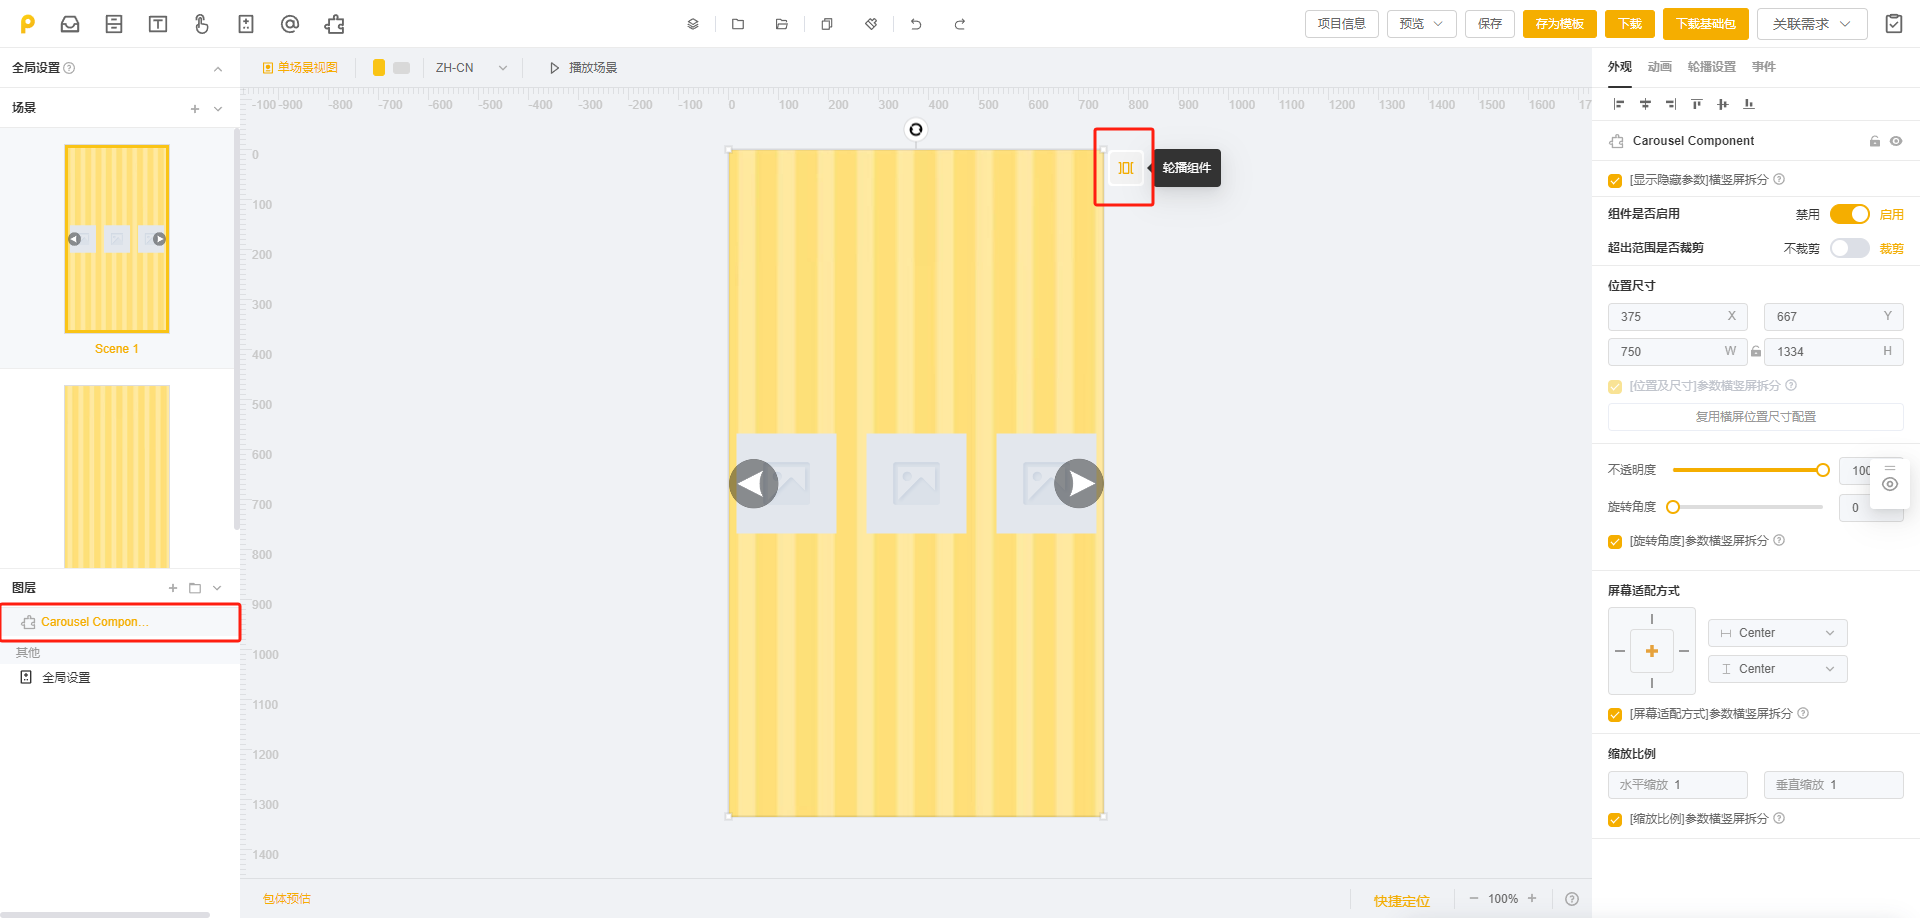 项目信息
预览
保存
存为模板
下载
下载基础包
关联需求
全局设置
场景
Scene 1
图层
Carousel Compon...
其他
全局设置
单场景视图
ZH-CN
播放场景
-100 -900 -800 -700 -600 -500 -400 -300 -200 -100 0 100 200 300 400 500 600 700 800 900 1000 1100 1200 1300 1400 1500 1600 17
0
100
200
300
400
500
600
700
800
900
1000
1100
1200
1300
1400
轮播组件
包体预估
快捷定位
100%
外观 动画 轮播设置 事件
Carousel Component
[显示隐藏参数]横竖屏拆分
组件是否启用 禁用 启用
超出范围是否裁剪 不裁剪 裁剪
位置尺寸
375 X 667 Y
750 W 1334 H
[位置及尺寸]参数横竖屏拆分
复用横屏位置尺寸配置
不透明度 100
旋转角度 0
[旋转角度]参数横竖屏拆分
屏幕适配方式
Center
Center
[屏幕适配方式]参数横竖屏拆分
缩放比例
水平缩放 1 垂直缩放 1
[缩放比例]参数横竖屏拆分